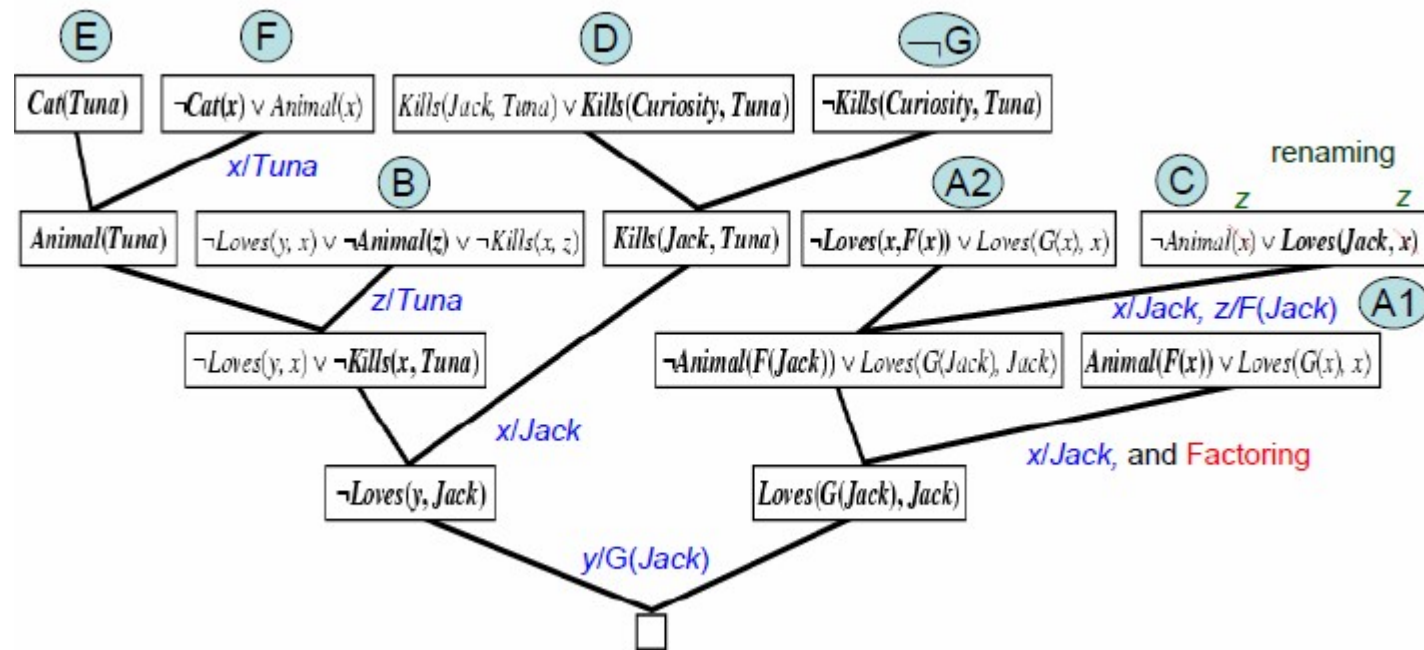 E
F
D
¬G
Cat(Tuna)
¬Cat(x) ∨ Animal(x)
Kills(Jack, Tuna) ∨ Kills(Curiosity, Tuna)
¬Kills(Curiosity, Tuna)
renaming
x/Tuna
B
A2
C
z
z
Animal(Tuna)
¬Loves(y, x) ∨ ¬Animal(z) ∨ ¬Kills(x, z)
Kills(Jack, Tuna)
¬Loves(x,F(x)) ∨ Loves(G(x), x)
¬Animal(x) ∨ Loves(Jack, x)
z/Tuna
x/Jack, z/F(Jack)
A1
¬Loves(y, x) ∨ ¬Kills(x, Tuna)
¬Animal(F(Jack)) ∨ Loves(G(Jack), Jack)
Animal(F(x)) ∨ Loves(G(x), x)
x/Jack
x/Jack, and Factoring
¬Loves(y, Jack)
Loves(G(Jack), Jack)
y/G(Jack)